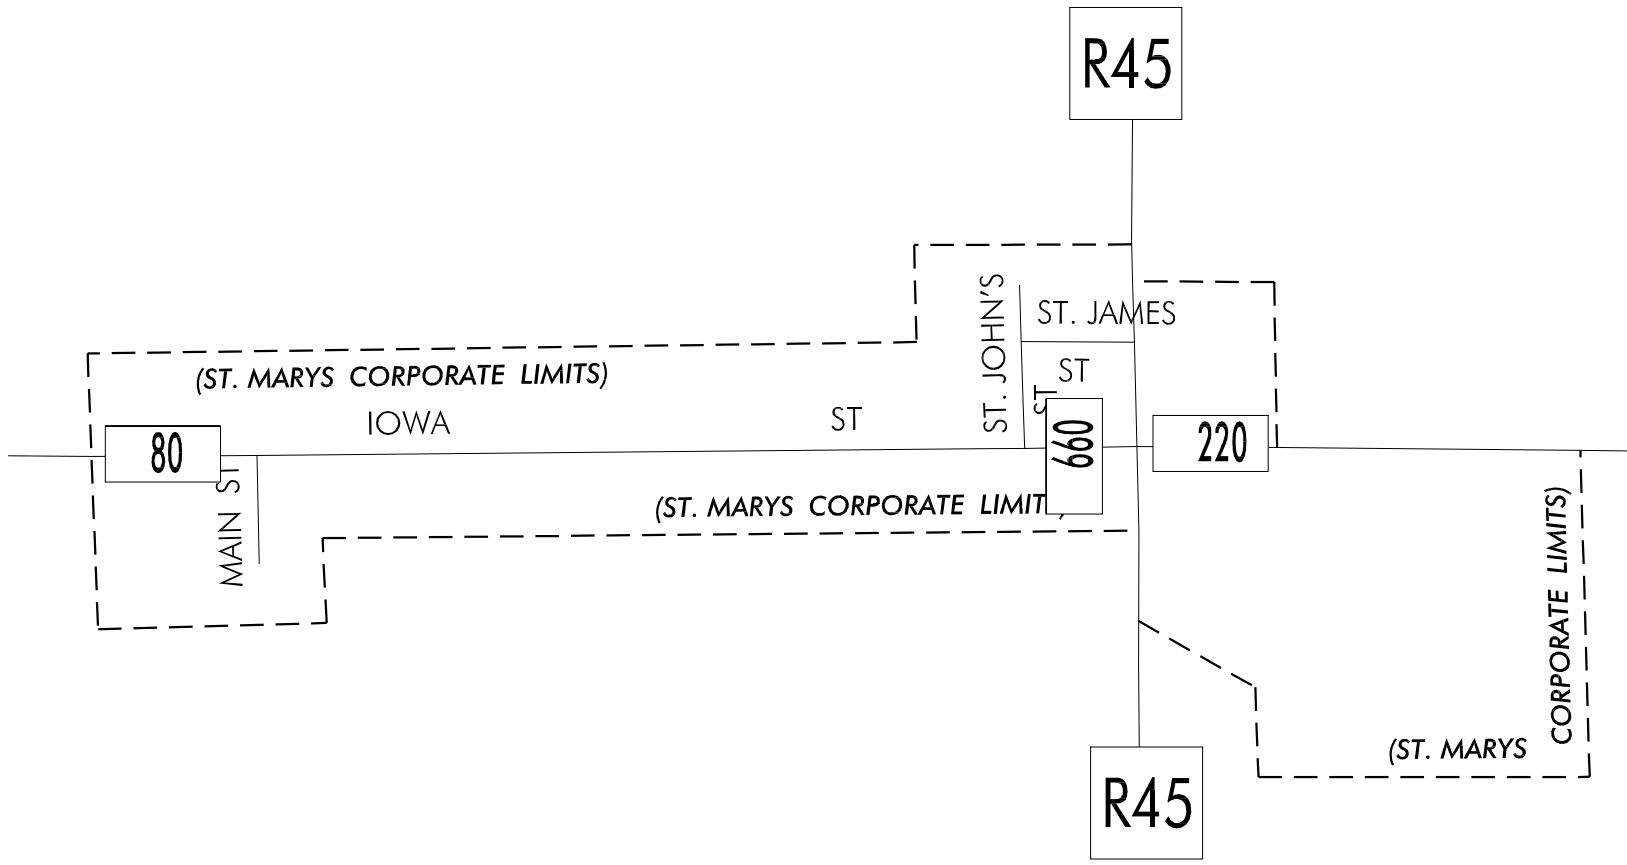 R45
ST. JOHN'S ST
ST. JAMES
ST
(ST. MARYS CORPORATE LIMITS)
IOWA ST
80
660
220
MAIN ST
(ST. MARYS CORPORATE LIMIT
(ST. MARYS CORPORATE LIMITS)
R45